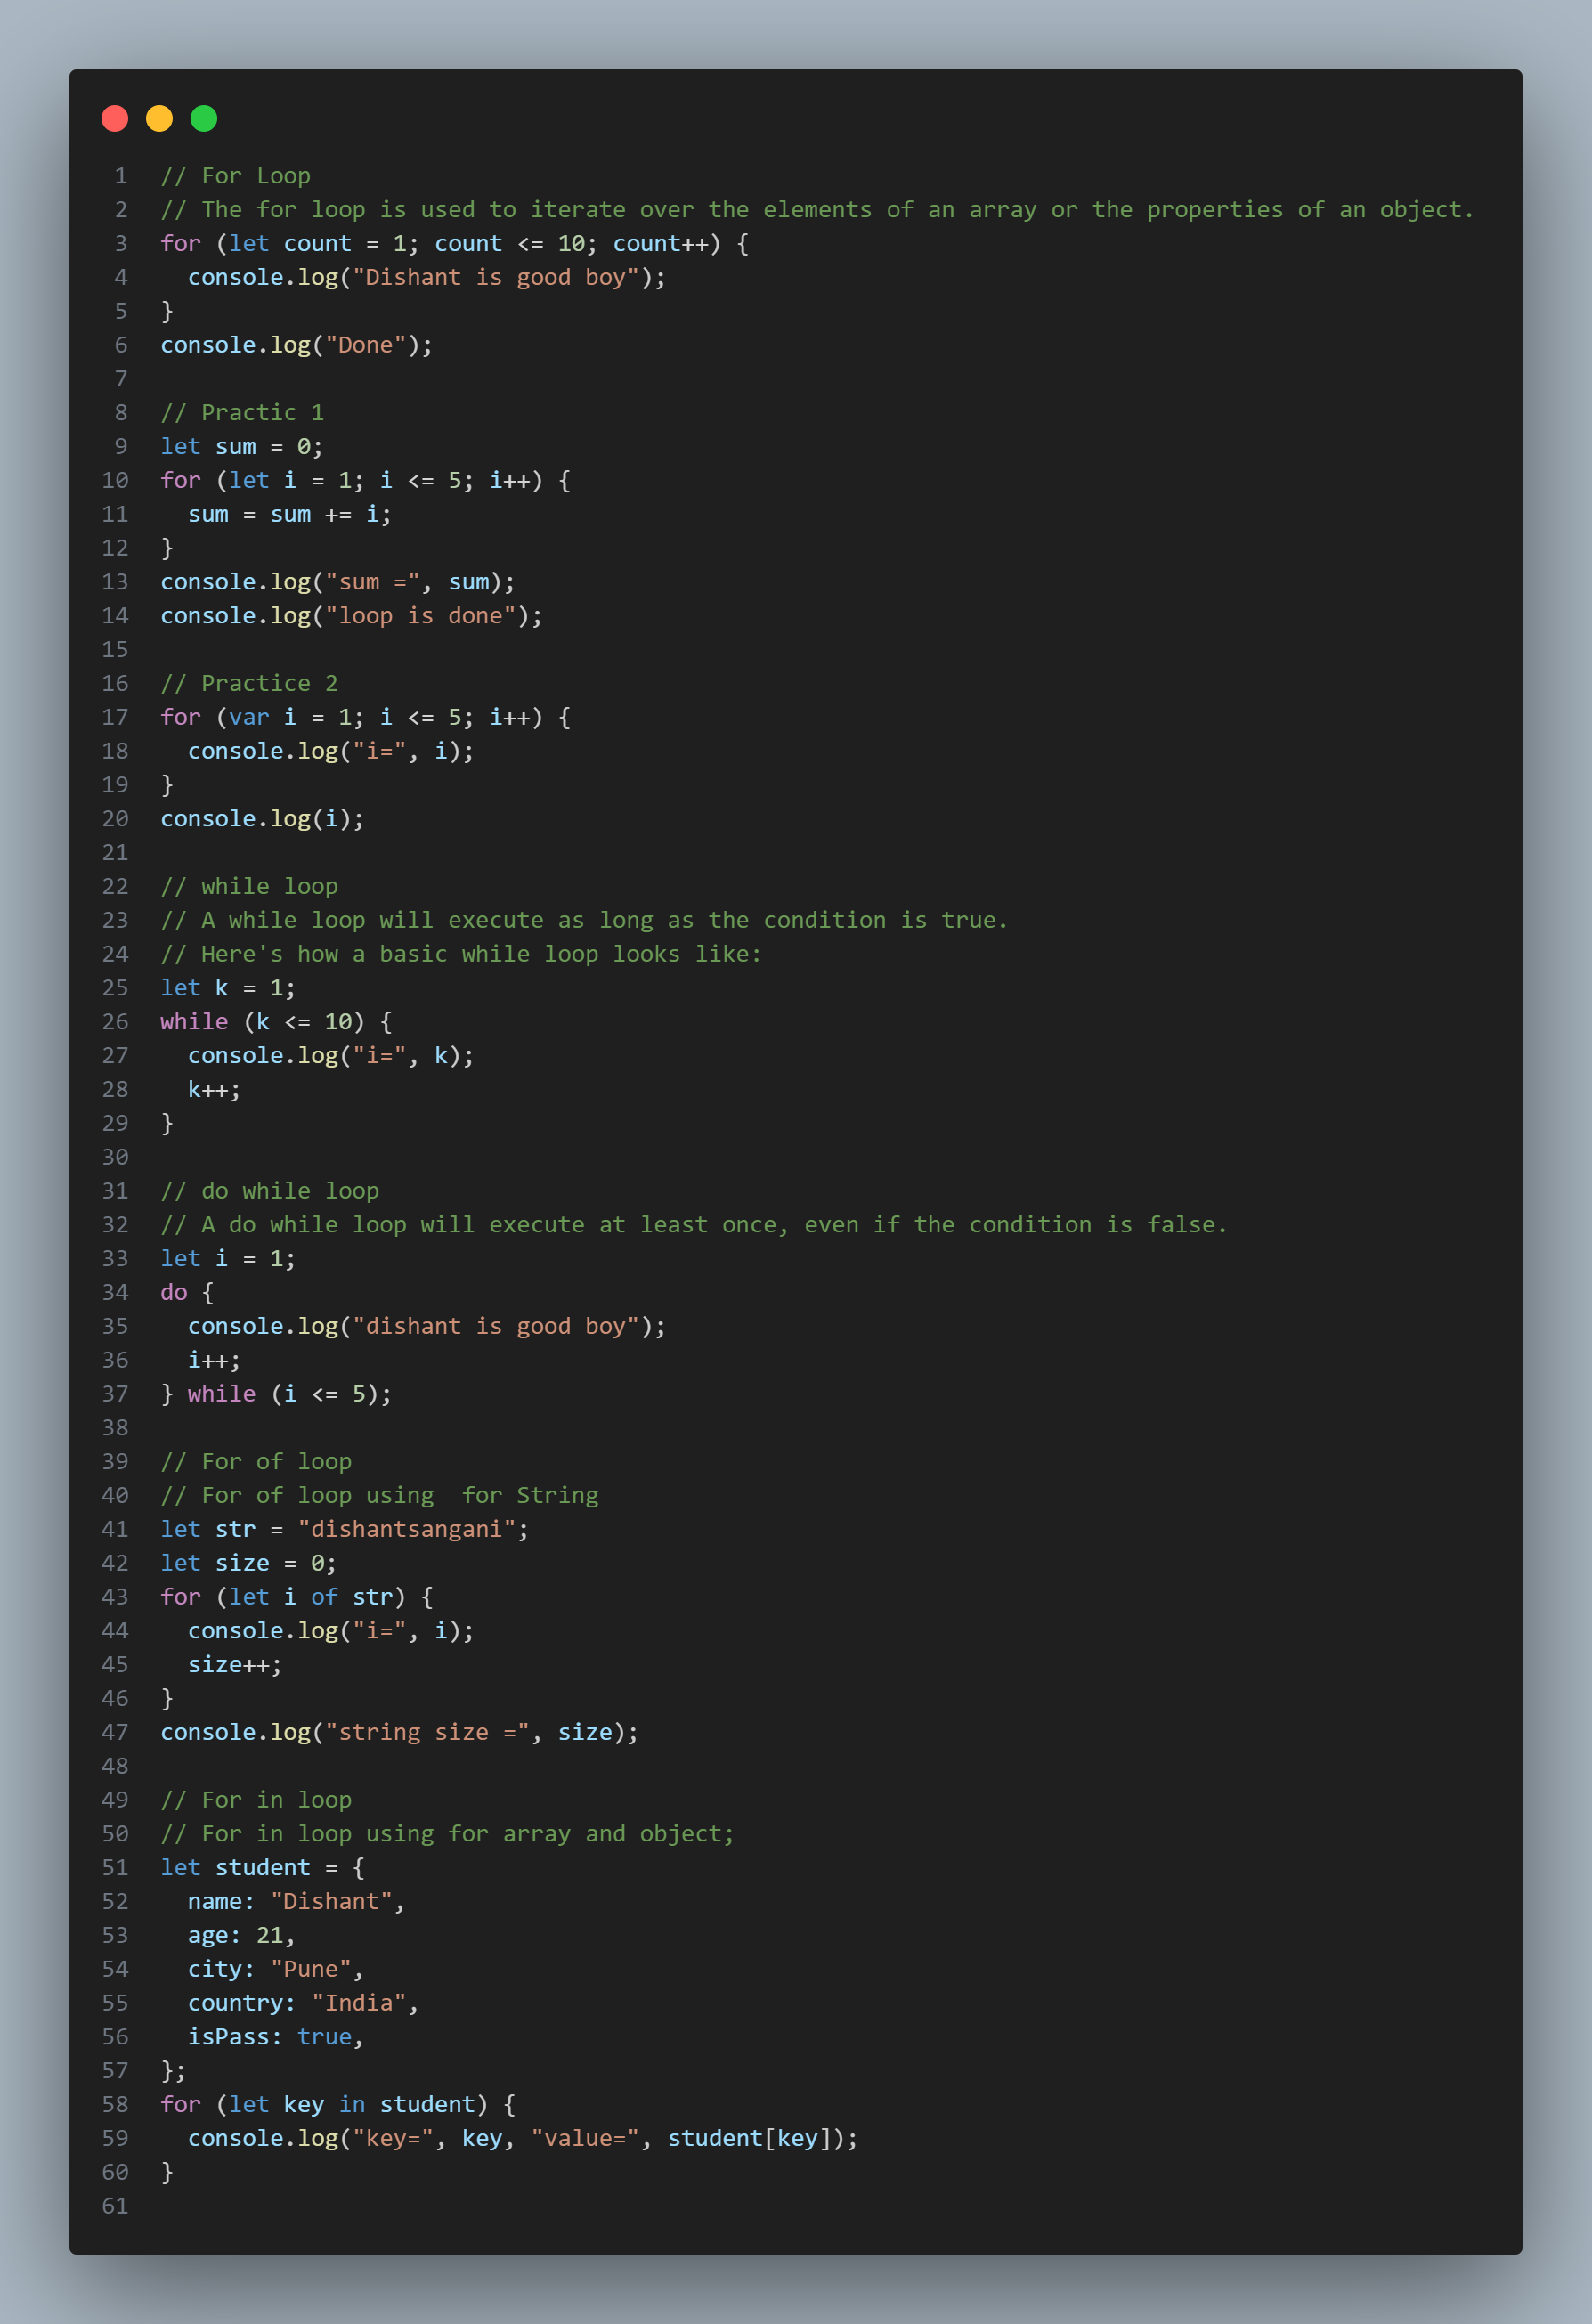 1 // For Loop
2 // The for loop is used to iterate over the elements of an array or the properties of an object.
3 for (let count = 1; count <= 10; count++) {
4   console.log("Dishant is good boy");
5 }
6 console.log("Done");
7
8 // Practic 1
9 let sum = 0;
10 for (let i = 1; i <= 5; i++) {
11   sum = sum += i;
12 }
13 console.log("sum =", sum);
14 console.log("loop is done");
15
16 // Practice 2
17 for (var i = 1; i <= 5; i++) {
18   console.log("i=", i);
19 }
20 console.log(i);
21
22 // while loop
23 // A while loop will execute as long as the condition is true.
24 // Here's how a basic while loop looks like:
25 let k = 1;
26 while (k <= 10) {
27   console.log("i=", k);
28   k++;
29 }
30
31 // do while loop
32 // A do while loop will execute at least once, even if the condition is false.
33 let i = 1;
34 do {
35   console.log("dishant is good boy");
36   i++;
37 } while (i <= 5);
38
39 // For of loop
40 // For of loop using  for String
41 let str = "dishantsangani";
42 let size = 0;
43 for (let i of str) {
44   console.log("i=", i);
45   size++;
46 }
47 console.log("string size =", size);
48
49 // For in loop
50 // For in loop using for array and object;
51 let student = {
52   name: "Dishant",
53   age: 21,
54   city: "Pune",
55   country: "India",
56   isPass: true,
57 };
58 for (let key in student) {
59   console.log("key=", key, "value=", student[key]);
60 }
61